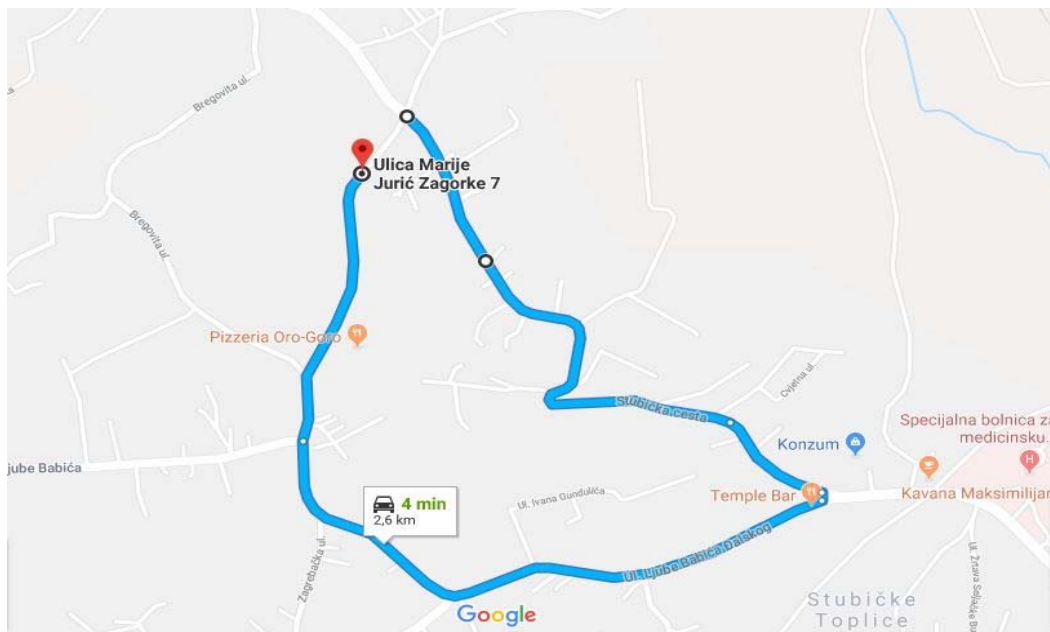 Bregovita ul.
Ulica Marije
Jurić Zagorke 7
Bregovita ul.
Pizzeria Oro-Goro
Cvjetna ul.
Stubička cesta
Specijalna bolnica za
medicinsku...
Konzum
jube Babića
Temple Bar
Kavana Maksimilijan
4 min
2,6 km
Ul. Ivana Gundulića
Zagrebačka ul.
Ul. Ljube Babića Dalskog
Stubičke
Toplice
Google